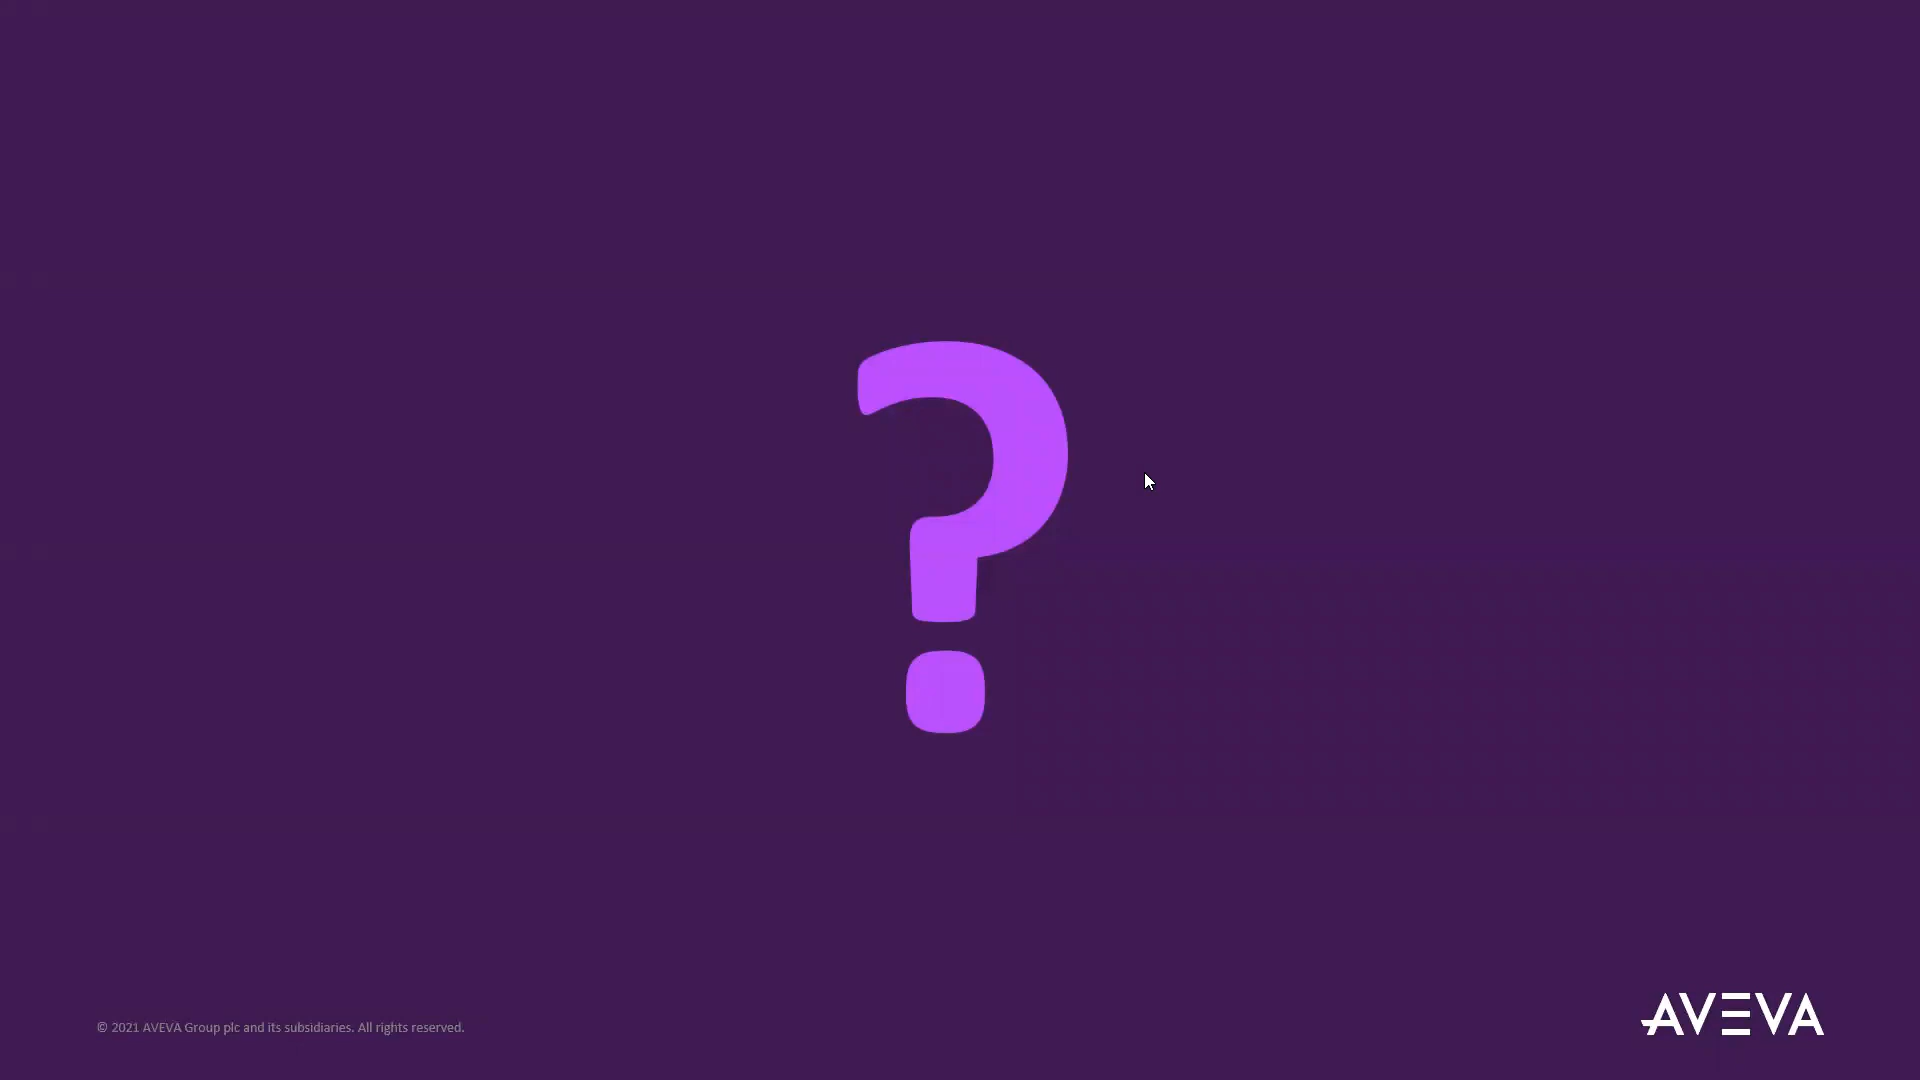 ?
© 2021 AVEVA Group plc and its subsidiaries. All rights reserved.
AVEVA